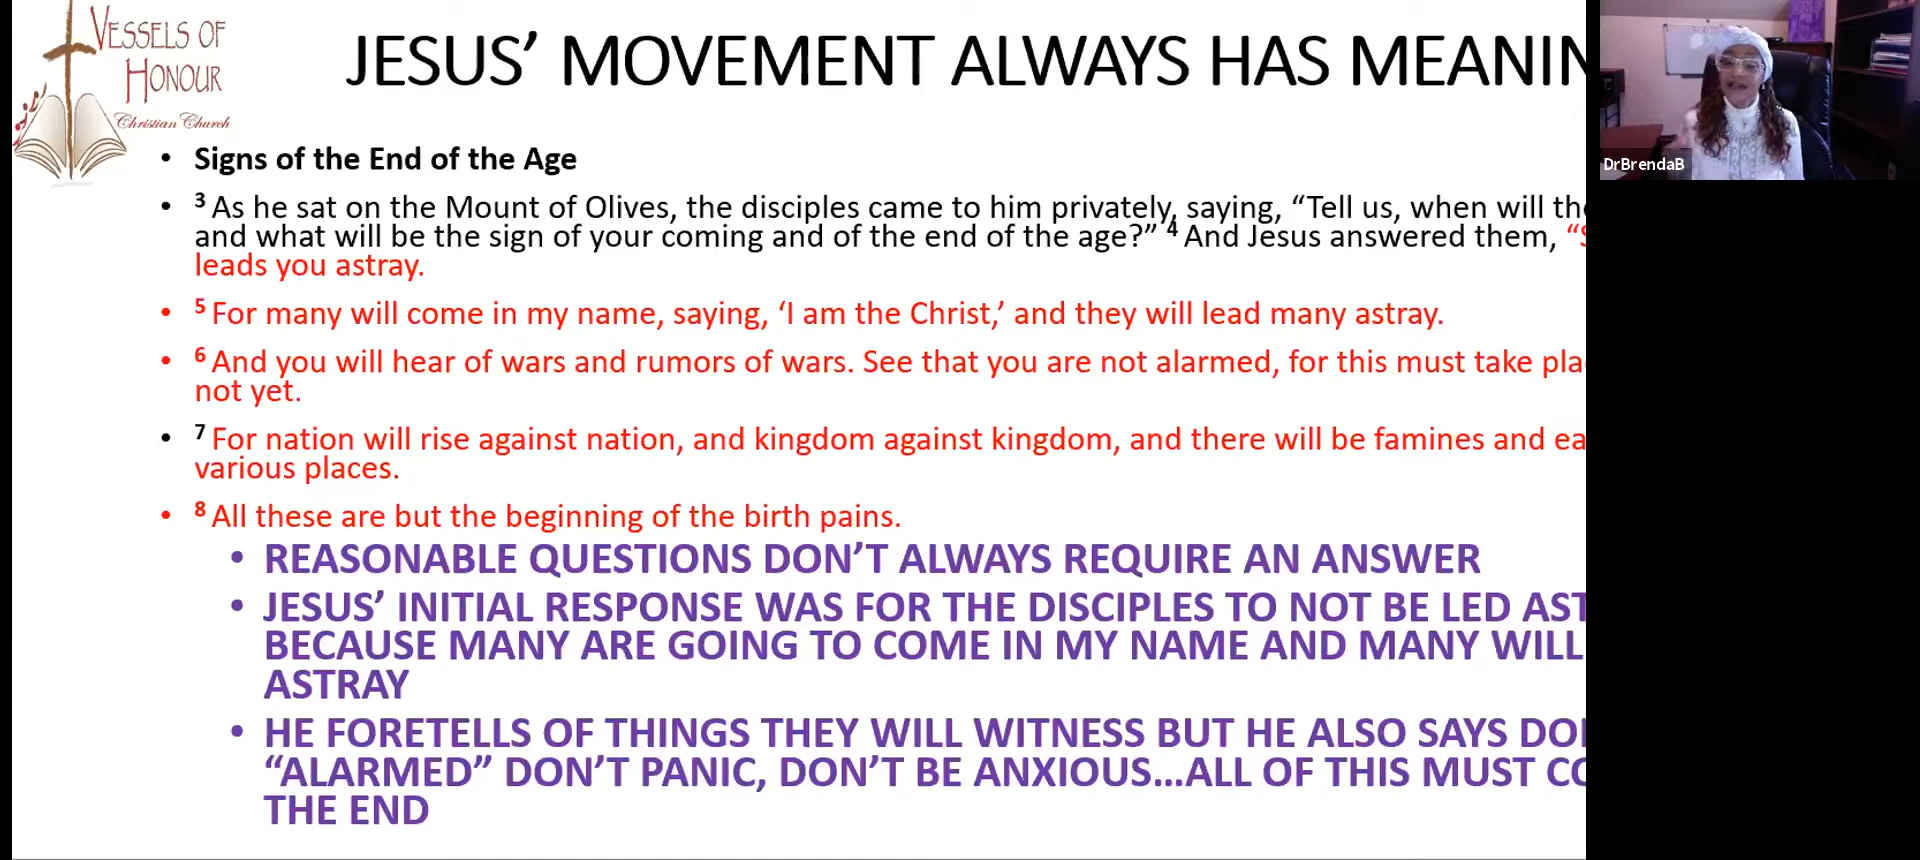 VESSELS OF
HONOUR
Christian Church
JESUS’ MOVEMENT ALWAYS HAS
• Signs of the End of the Age
• 3 As he sat on the Mount of Olives, the disciples came to him privately, saying, “Tell us, when will
and what will be the sign of your coming and of the end of the age?” 4 And Jesus answered them,
leads you astray.
• 5 For many will come in my name, saying, ‘I am the Christ,’ and they will lead many astray.
• 6 And you will hear of wars and rumors of wars. See that you are not alarmed, for this must take
not yet.
• 7 For nation will rise against nation, and kingdom against kingdom, and there will be famines and
various places.
• 8 All these are but the beginning of the birth pains.
• REASONABLE QUESTIONS DON’T ALWAYS REQUIRE AN ANSWER
• JESUS’ INITIAL RESPONSE WAS FOR THE DISCIPLES TO NOT BE LED
BECAUSE MANY ARE GOING TO COME IN MY NAME AND MANY WILL
ASTRAY
• HE FORETELLS OF THINGS THEY WILL WITNESS BUT HE ALSO SAYS
“ALARMED” DON’T PANIC, DON’T BE ANXIOUS...ALL OF THIS MUST
THE END
DrBrendaB